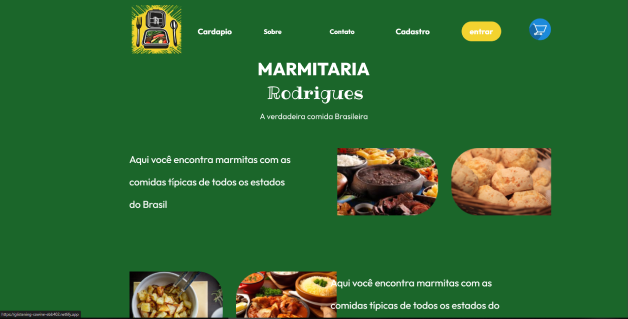 Cardapio
Sobre
Contato
Cadastro
entrar
MARMITARIA
Rodrigues
A verdadeira comida Brasileira
Aqui você encontra marmitas com as
comidas típicas de todos os estados
do Brasil
Aqui você encontra marmitas com as
comidas típicas de todos os estados do